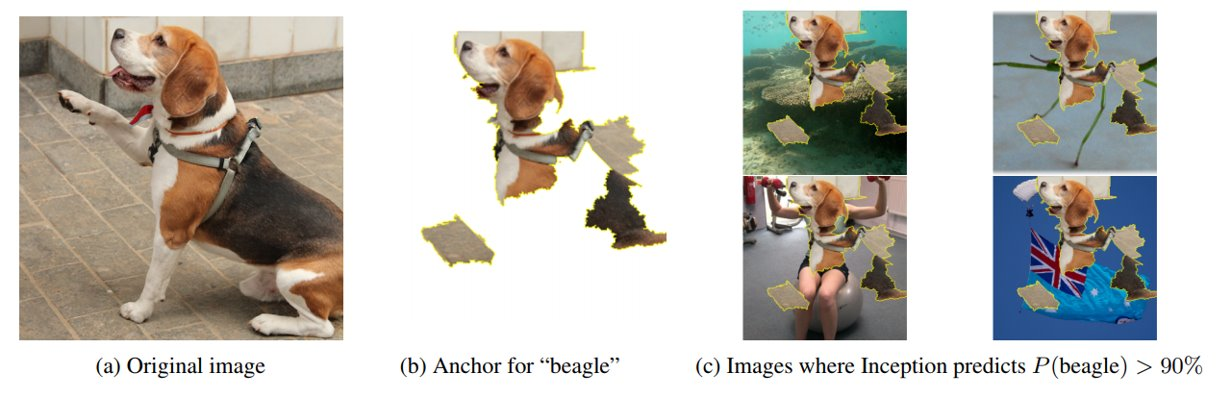 (a) Original image
(b) Anchor for “beagle”
(c) Images where Inception predicts P(beagle) > 90%